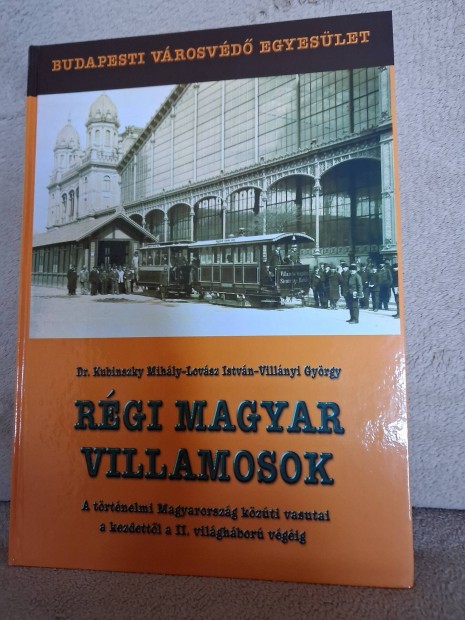 BUDAPESTI VÁROSVÉDŐ EGYESÜLET
Dr. Kubinszky Mihály-Lovász István-Villányi György
RÉGI MAGYAR
VILLAMOSOK
A történelmi Magyarország közúti vasutai
a kezdettől a II. világháború végéig